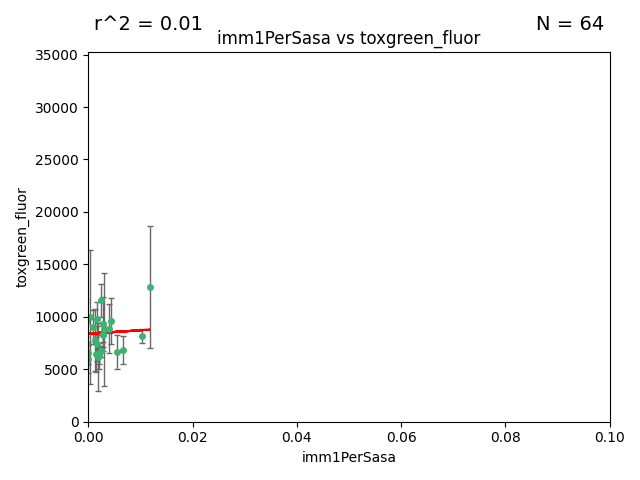 r^2 = 0.01
N = 64
imm1PerSasa vs toxgreen_fluor
35000
30000
25000
20000
15000
10000
5000
0
toxgreen_fluor
0.00 0.02 0.04 0.06 0.08 0.10
imm1PerSasa